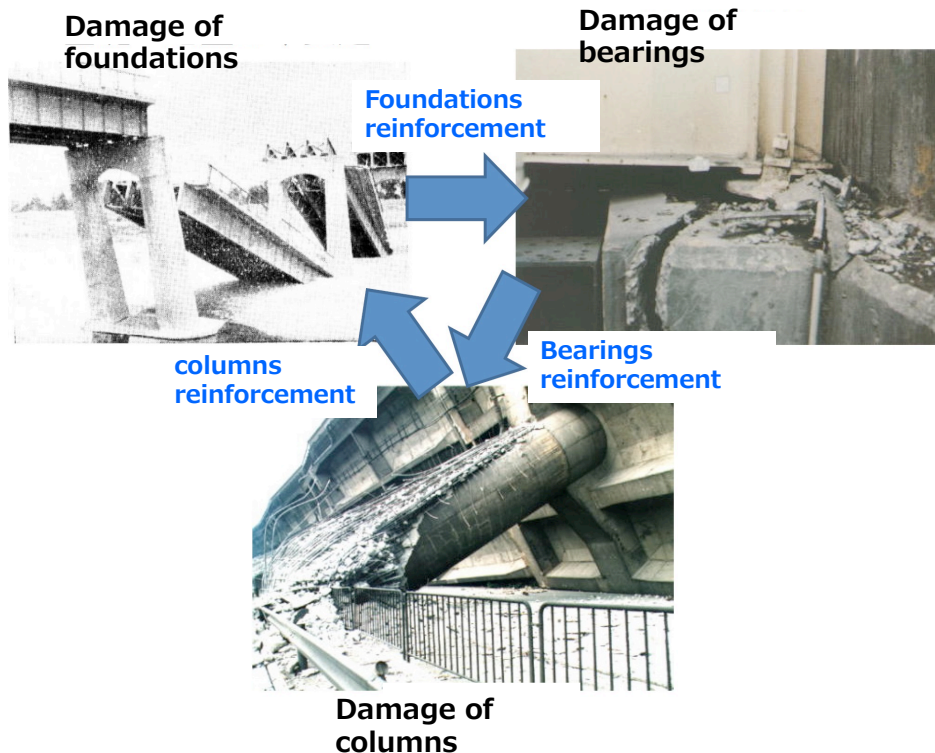 Damage of
foundations
Damage of
bearings
Foundations
reinforcement
columns
reinforcement
Bearings
reinforcement
Damage of
columns